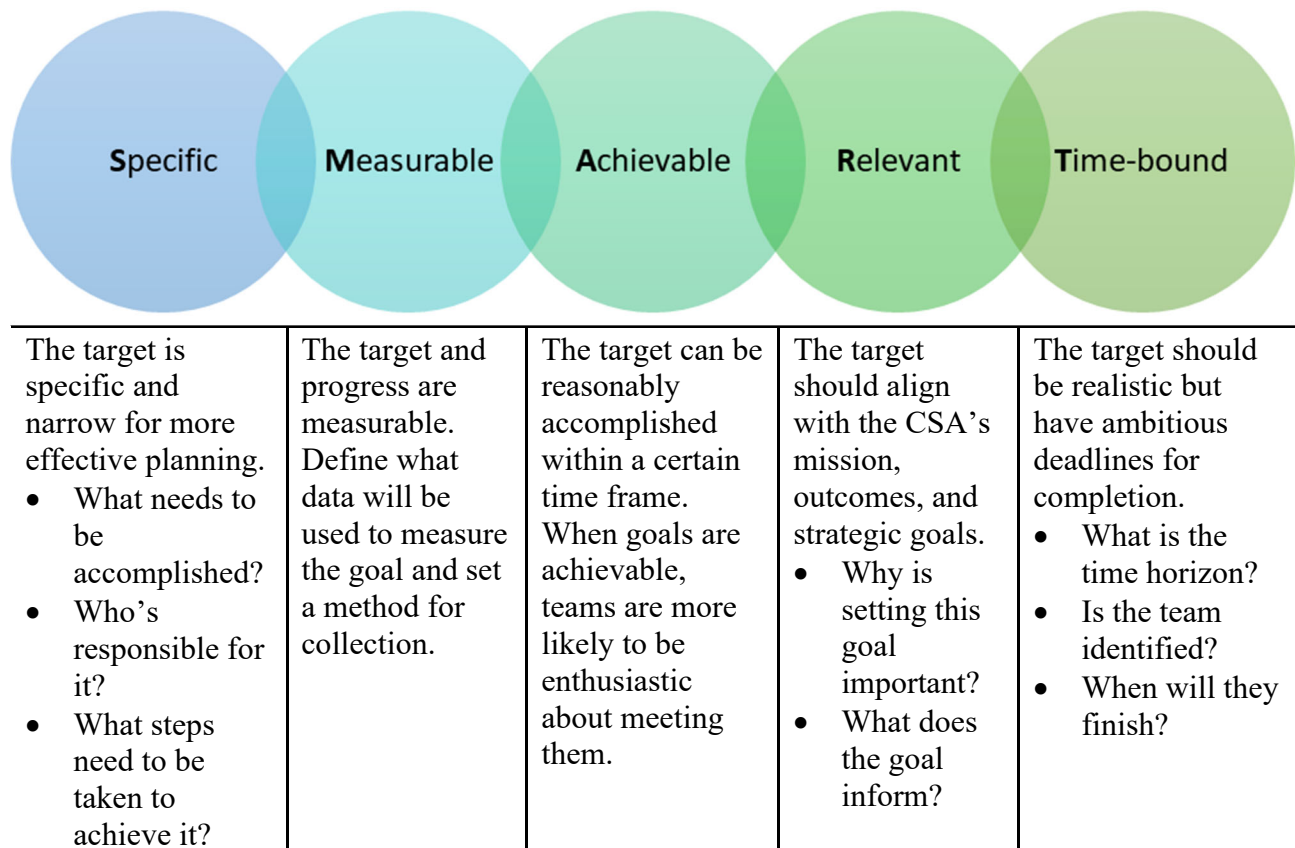 Specific
Measurable
Achievable
Relevant
Time-bound
The target is
specific and
narrow for more
effective planning.
• What needs to
be
accomplished?
• Who’s
responsible for
it?
• What steps
need to be
taken to
achieve it?
The target and
progress are
measurable.
Define what
data will be
used to measure
the goal and set
a method for
collection.
The target can be
reasonably
accomplished
within a certain
time frame.
When goals are
achievable,
teams are more
likely to be
enthusiastic
about meeting
them.
The target
should align
with the CSA’s
mission,
outcomes, and
strategic goals.
• Why is
setting this
goal
important?
• What does
the goal
inform?
The target should
be realistic but
have ambitious
deadlines for
completion.
• What is the
time horizon?
• Is the team
identified?
• When will they
finish?